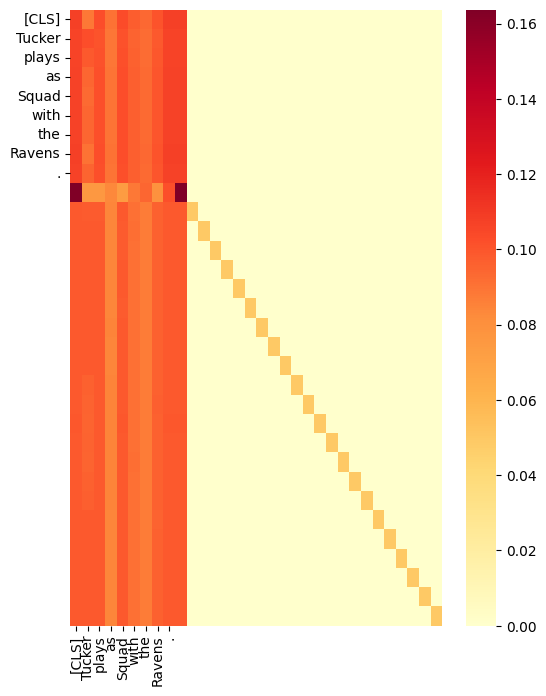 [CLS]
Tucker
plays
as
Squad
with
the
Ravens
.
0.16
0.14
0.12
0.10
0.08
0.06
0.04
0.02
0.00
[CLS]
Tucker
plays
as
Squad
with
the
Ravens
.